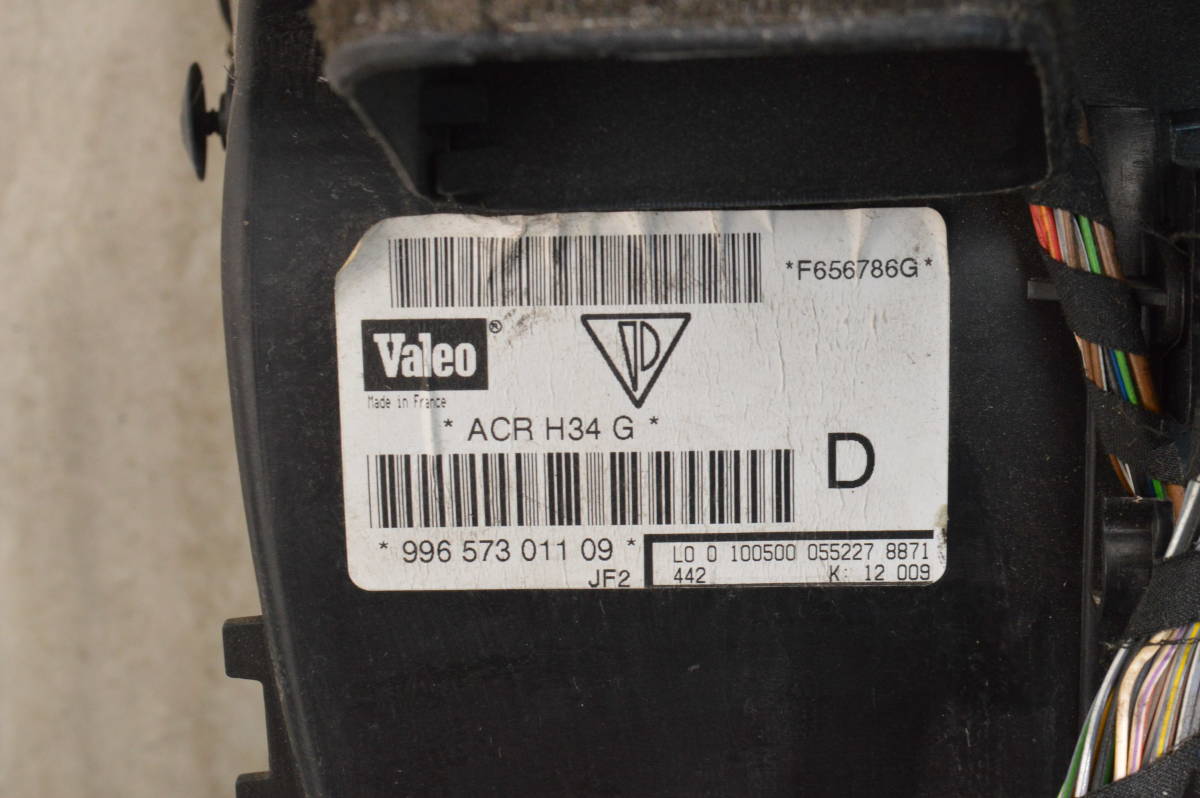 *F656786G*
Valeo®
Made in France
* ACR H34 G *
D
* 996 573 011 09 *
JF2
LO 0 100500 055227 8871
442 K: 12 009